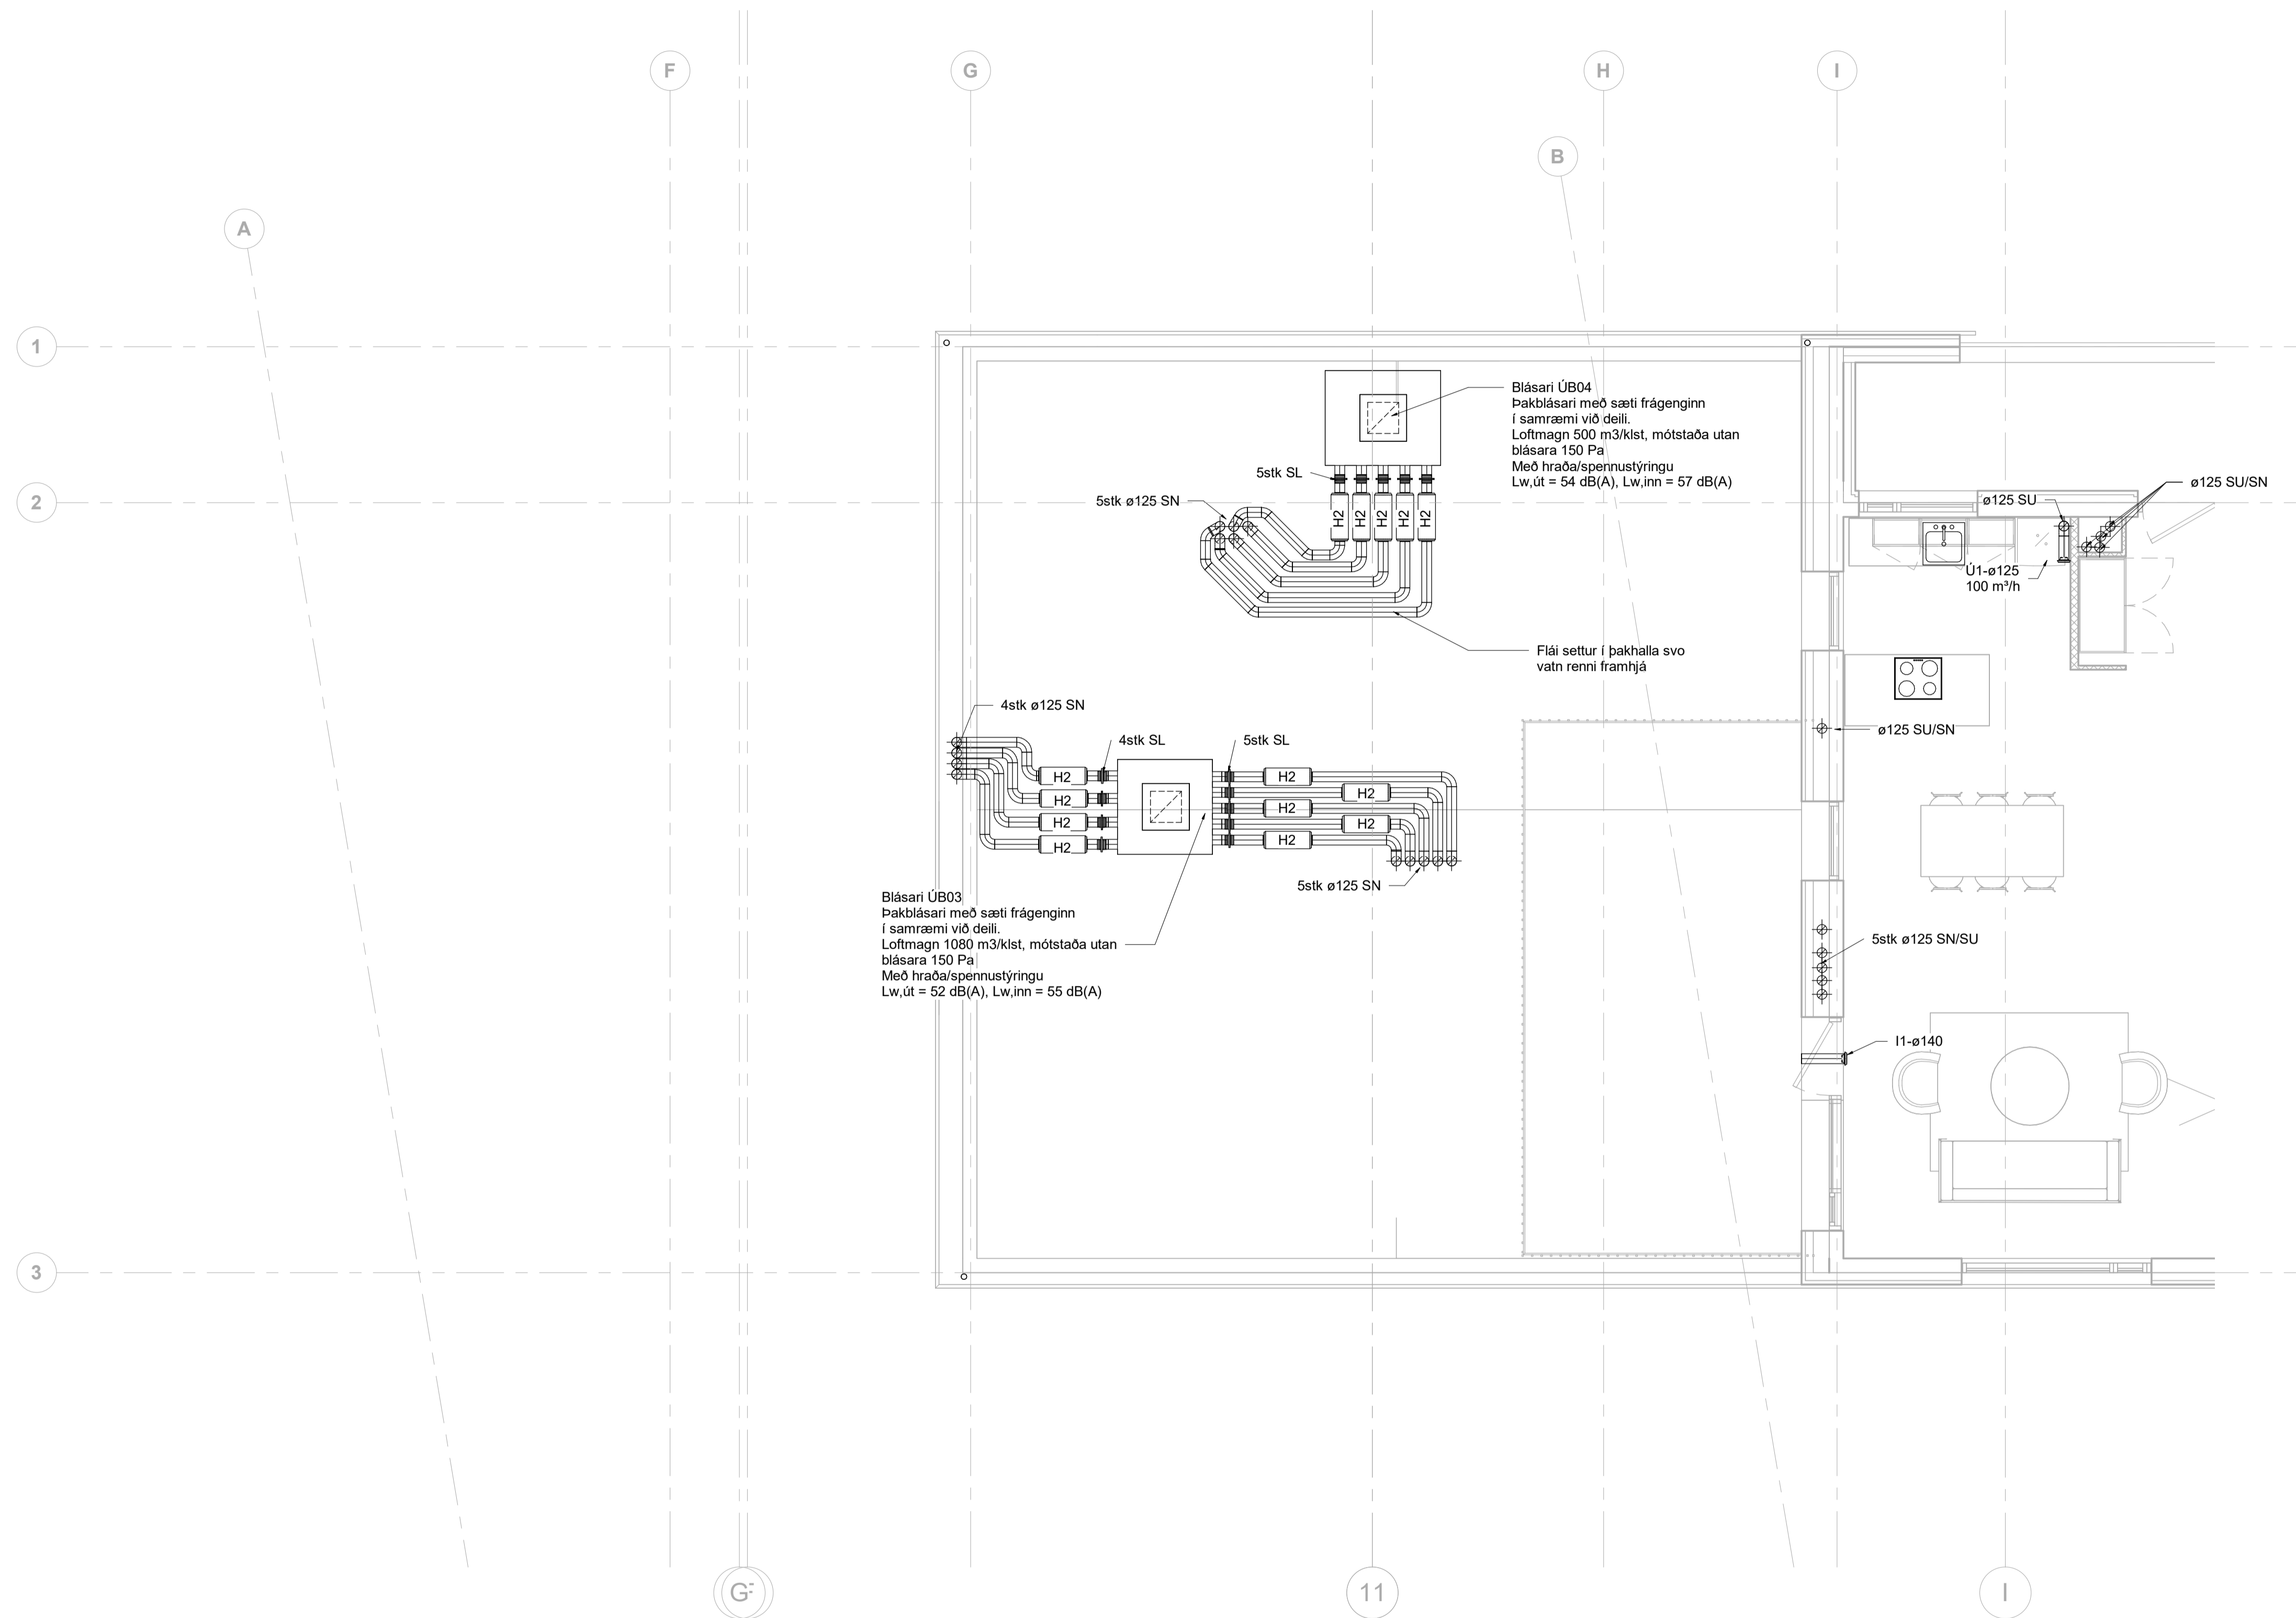 F
G
H
I
B
A
1
2
3
Blásari ÚB04
Þakblásari með sæti frágenginn
í samræmi við deili.
Loftmagn 500 m3/klst, mótstaða utan
blásara 150 Pa
Með hraða/spennustýringu
Lw,út = 54 dB(A), Lw,inn = 57 dB(A)
5stk SL
5stk ø125 SN
H2
H2
H2
H2
H2
Flái settur í þakhalla svo
vatn renni framhjá
ø125 SU
ø125 SU/SN
Ú1-ø125
100 m³/h
4stk ø125 SN
4stk SL
5stk SL
H2
H2
H2
H2
H2
H2
H2
H2
H2
5stk ø125 SN
ø125 SU/SN
Blásari ÚB03
Þakblásari með sæti frágenginn
í samræmi við deili.
Loftmagn 1080 m3/klst, mótstaða utan
blásara 150 Pa
Með hraða/spennustýringu
Lw,út = 52 dB(A), Lw,inn = 55 dB(A)
5stk ø125 SN/SU
I1-ø140
G
11
I